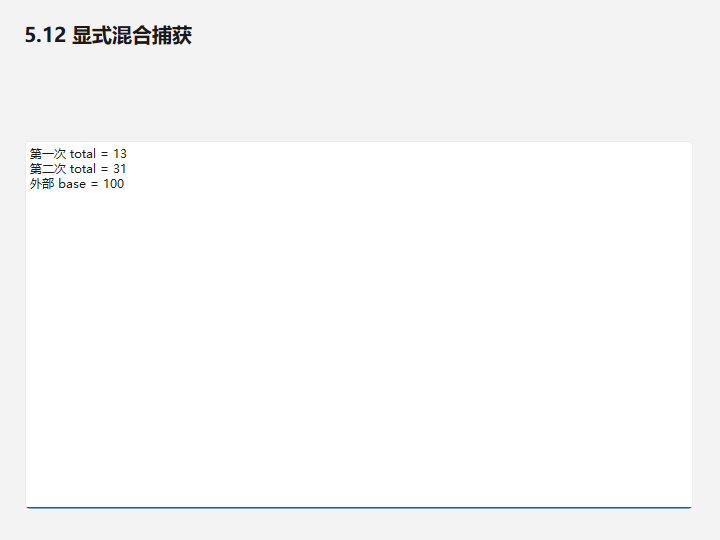 5.12 显式混合捕获
第一次 total = 13
第二次 total = 31
外部 base = 100